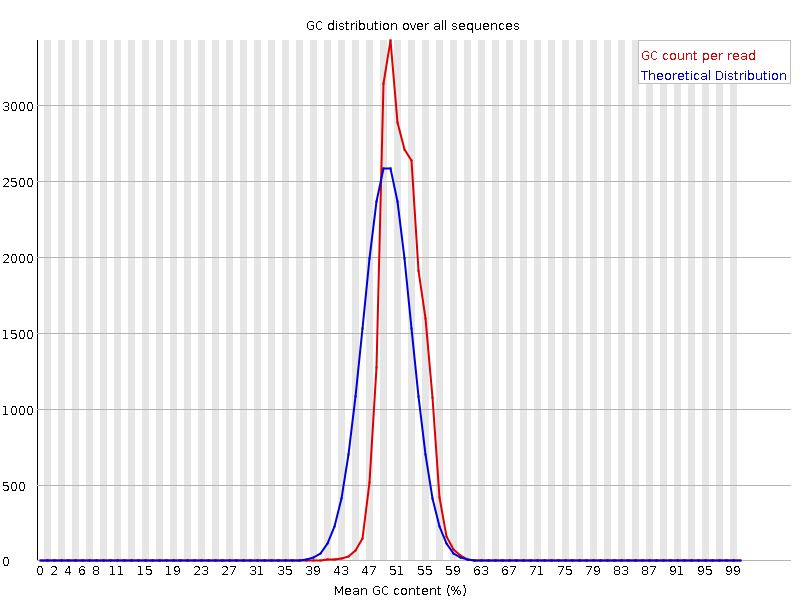 GC distribution over all sequences
GC count per read
Theoretical Distribution
3000
2500
2000
1500
1000
500
0
0 2 4 6 8 11 15 19 23 27 31 35 39 43 47 51 55 59 63 67 71 75 79 83 87 91 95 99
Mean GC content (%)